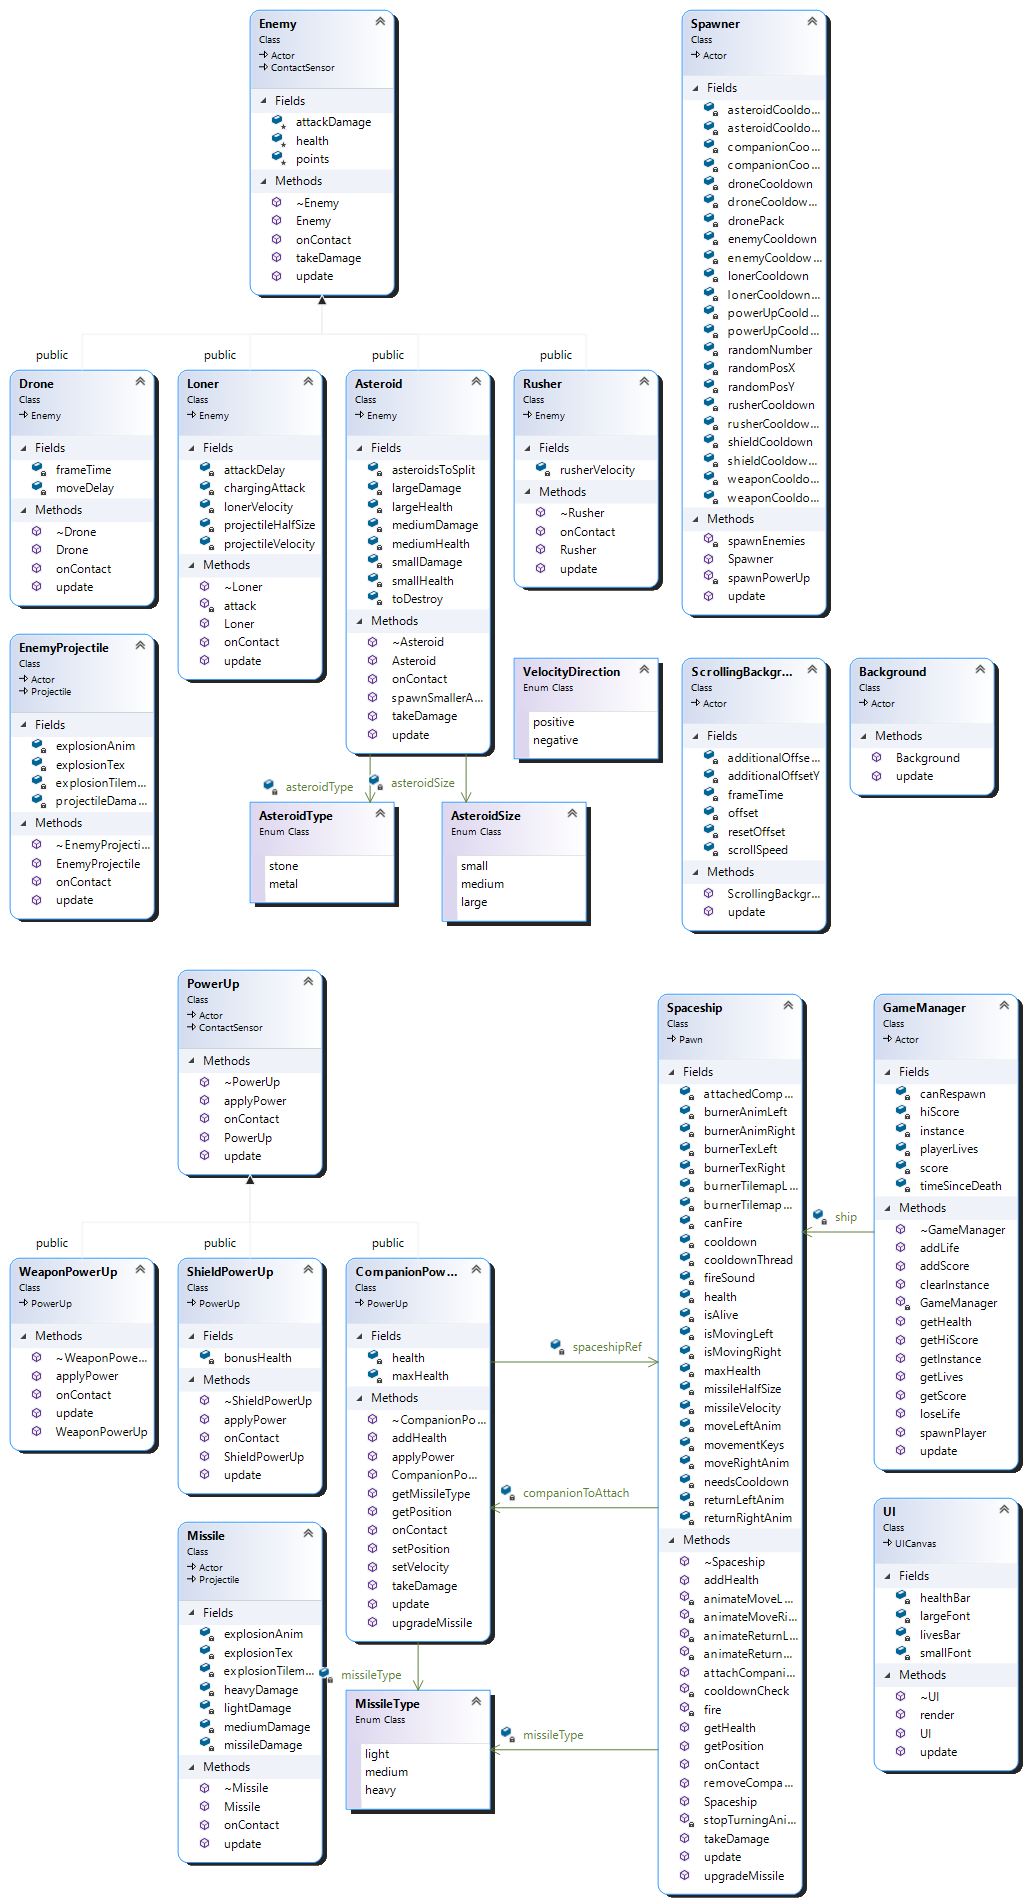 Enemy
Class
Actor
ContactSensor
Fields
attackDamage
health
points
Methods
~Enemy
Enemy
onContact
takeDamage
update
Spawner
Class
Actor
Fields
asteroidCooldo...
asteroidCooldo...
companionCoo...
companionCoo...
droneCooldown
droneCooldow...
dronePack
enemyCooldown
enemyCooldow...
lonerCooldown
lonerCooldown...
powerUpCoold...
powerUpCoold...
randomNumber
randomPosX
randomPosY
rusherCooldown
rusherCooldow...
shieldCooldown
shieldCooldow...
weaponCooldo...
weaponCooldo...
Methods
spawnEnemies
Spawner
spawnPowerUp
update
public
public
public
public
Drone
Class
Enemy
Fields
frameTime
moveDelay
Methods
~Drone
Drone
onContact
update
Loner
Class
Enemy
Fields
attackDelay
chargingAttack
lonerVelocity
projectileHalfSize
projectileVelocity
Methods
~Loner
attack
Loner
onContact
update
Asteroid
Class
Enemy
Fields
asteroidsToSplit
largeDamage
largeHealth
mediumDamage
mediumHealth
smallDamage
smallHealth
toDestroy
Methods
~Asteroid
Asteroid
onContact
spawnSmallerA...
takeDamage
update
Rusher
Class
Enemy
Fields
rusherVelocity
Methods
~Rusher
onContact
Rusher
update
EnemyProjectile
Class
Actor
Projectile
Fields
explosionAnim
explosionTex
explosionTilem...
projectileDama...
Methods
~EnemyProjecti...
EnemyProjectile
onContact
update
VelocityDirection
Enum Class
positive
negative
ScrollingBackgr...
Class
Actor
Fields
additionalOffse...
additionalOffsetY
frameTime
offset
resetOffset
scrollSpeed
Methods
ScrollingBackgr...
update
Background
Class
Actor
Methods
Background
update
asteroidType
asteroidSize
AsteroidType
Enum Class
stone
metal
AsteroidSize
Enum Class
small
medium
large
PowerUp
Class
Actor
ContactSensor
Methods
~PowerUp
applyPower
onContact
PowerUp
update
public
public
public
WeaponPowerUp
Class
PowerUp
Methods
~WeaponPowe...
applyPower
onContact
update
WeaponPowerUp
ShieldPowerUp
Class
PowerUp
Fields
bonusHealth
Methods
~ShieldPowerUp
applyPower
onContact
ShieldPowerUp
update
CompanionPow...
Class
PowerUp
Fields
health
maxHealth
Methods
~CompanionPo...
addHealth
applyPower
CompanionPo...
getMissileType
getPosition
onContact
setPosition
setVelocity
takeDamage
update
upgradeMissile
spaceshipRef
companionToAttach
Spaceship
Class
Pawn
Fields
attachedComp...
burnerAnimLeft
burnerAnimRight
burnerTexLeft
burnerTexRight
burnerTilemapL...
burnerTilemap...
canFire
cooldown
cooldownThread
fireSound
health
isAlive
isMovingLeft
isMovingRight
maxHealth
missileHalfSize
missileVelocity
moveLeftAnim
movementKeys
moveRightAnim
needsCooldown
returnLeftAnim
returnRightAnim
Methods
~Spaceship
addHealth
animateMoveL...
animateMoveRi...
animateReturnL...
animateReturn...
attachCompani...
cooldownCheck
fire
getHealth
getPosition
onContact
removeCompa...
Spaceship
stopTurningAni...
takeDamage
update
upgradeMissile
ship
GameManager
Class
Actor
Fields
canRespawn
hiScore
instance
playerLives
score
timeSinceDeath
Methods
~GameManager
addLife
addScore
clearInstance
GameManager
getHealth
getHiScore
getInstance
getLives
getScore
loseLife
spawnPlayer
update
UI
Class
UICanvas
Fields
healthBar
largeFont
livesBar
smallFont
Methods
~UI
render
UI
update
Missile
Class
Actor
Projectile
Fields
explosionAnim
explosionTex
explosionTilem...
heavyDamage
lightDamage
mediumDamage
missileDamage
Methods
~Missile
Missile
onContact
update
missileType
MissileType
Enum Class
light
medium
heavy
missileType